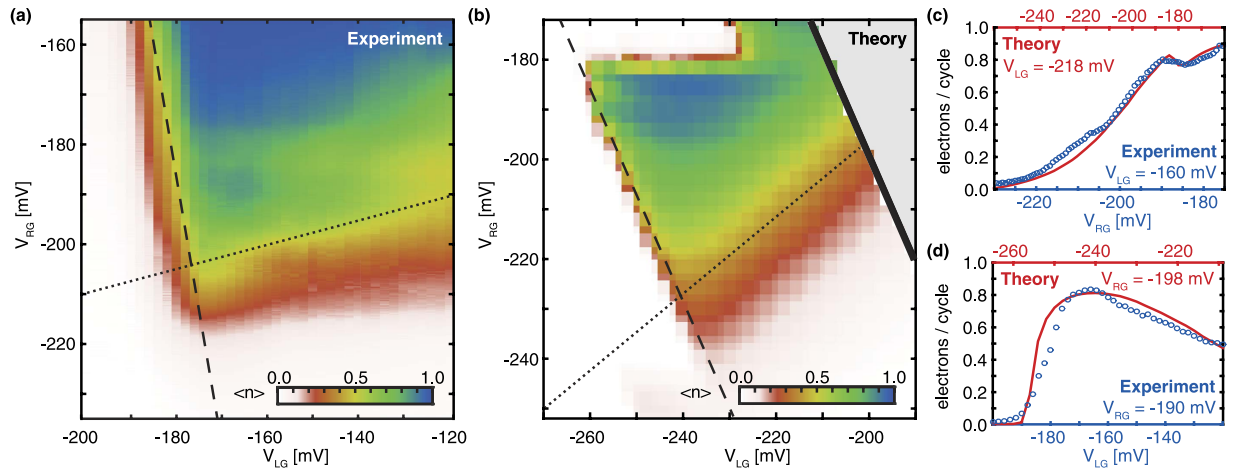 (a)
Experiment
-160
-180
-200
-220
V_RG [mV]
<n> 0.0 0.5 1.0
-200 -180 -160 -140 -120
V_LG [mV]
(b)
Theory
-180
-200
-220
-240
V_RG [mV]
<n> 0.0 0.5 1.0
-260 -240 -220 -200
V_LG [mV]
(c)
-240 -220 -200 -180
1.0
0.8
0.6
0.4
0.2
0.0
electrons / cycle
Theory
V_LG = -218 mV
Experiment
V_LG = -160 mV
-220 -200 -180
V_RG [mV]
(d)
-260 -240 -220
1.0
0.8
0.6
0.4
0.2
0.0
electrons / cycle
Theory V_RG = -198 mV
Experiment
V_RG = -190 mV
-180 -160 -140
V_LG [mV]